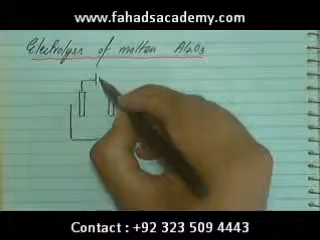 www.fahadsacademy.com
Electrolysis of molten Al₂O₃
Contact : +92 323 509 4443